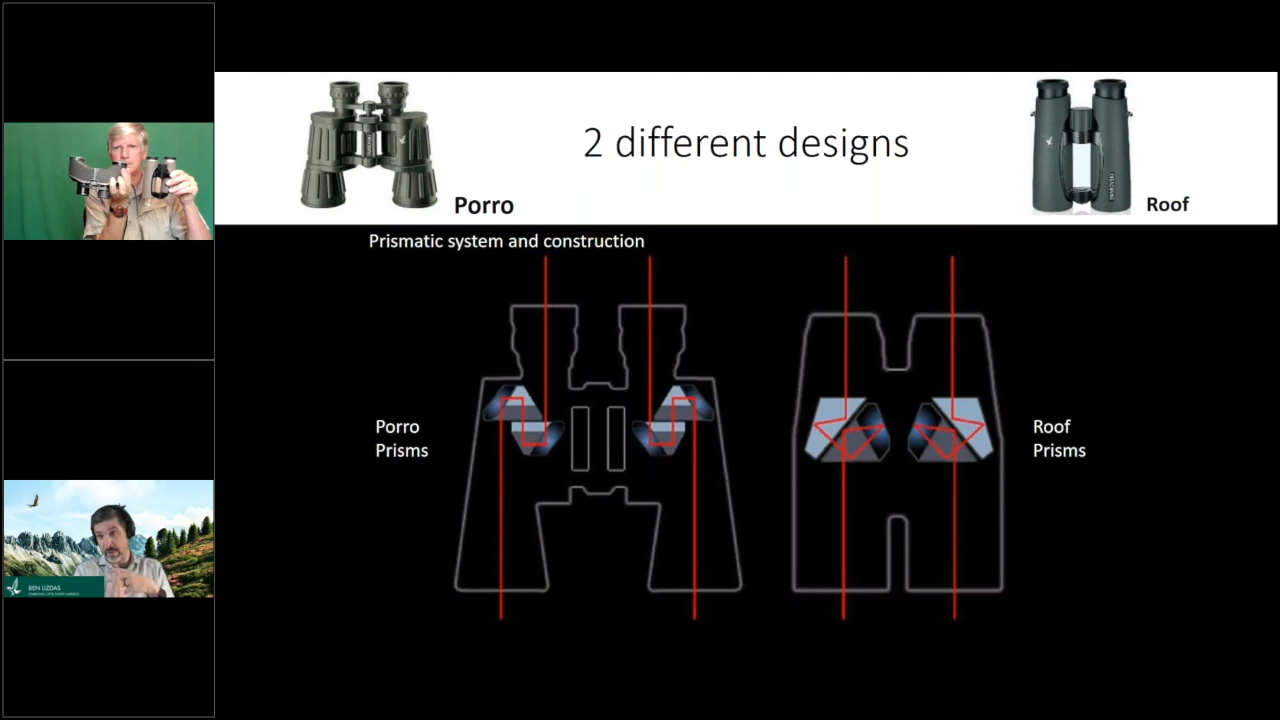 2 different designs
Porro
Roof
Prismatic system and construction
Porro
Prisms
Roof
Prisms
BEN LIZDAS